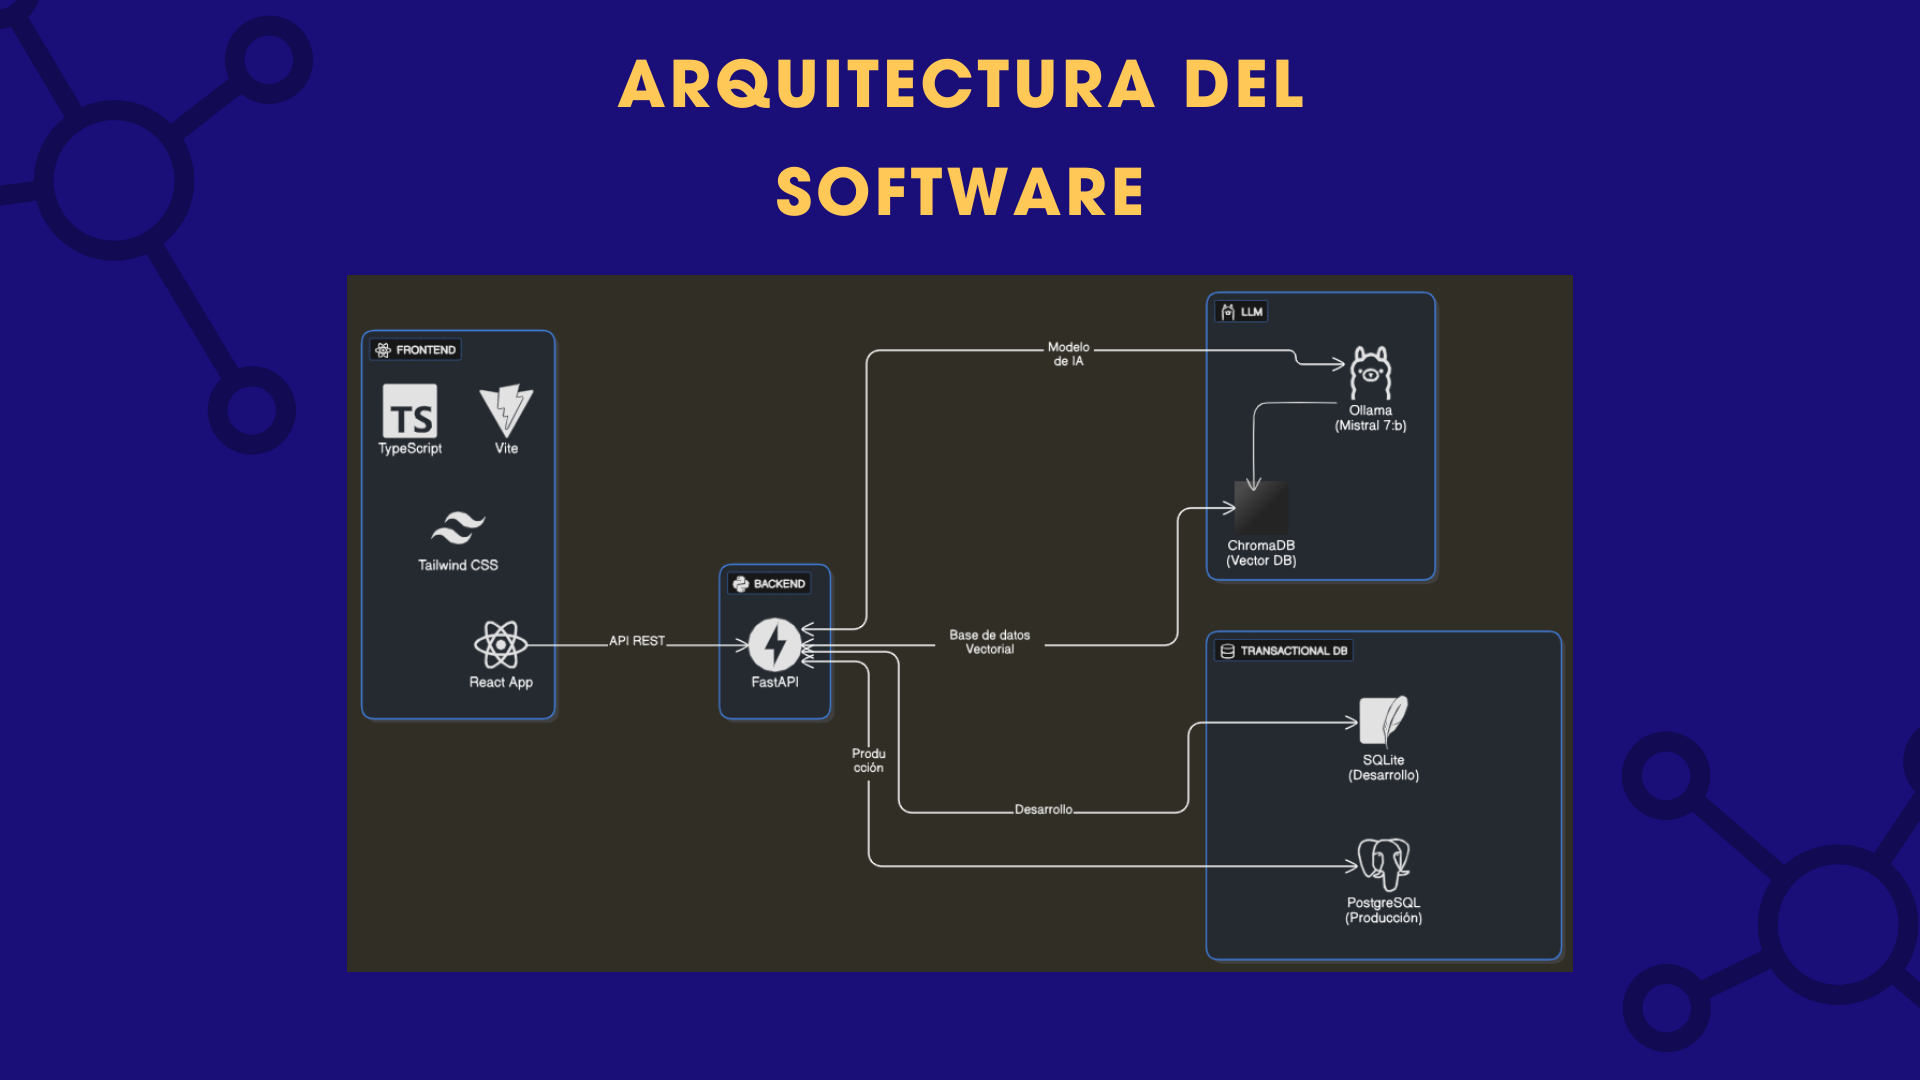 ARQUITECTURA DEL
SOFTWARE
FRONTEND
TS
TypeScript
Vite
Tailwind CSS
React App
API REST
BACKEND
FastAPI
Modelo
de IA
Base de datos
Vectorial
Produ
cción
Desarrollo
LLM
Ollama
(Mistral 7:b)
ChromaDB
(Vector DB)
TRANSACTIONAL DB
SQLite
(Desarrollo)
PostgreSQL
(Producción)